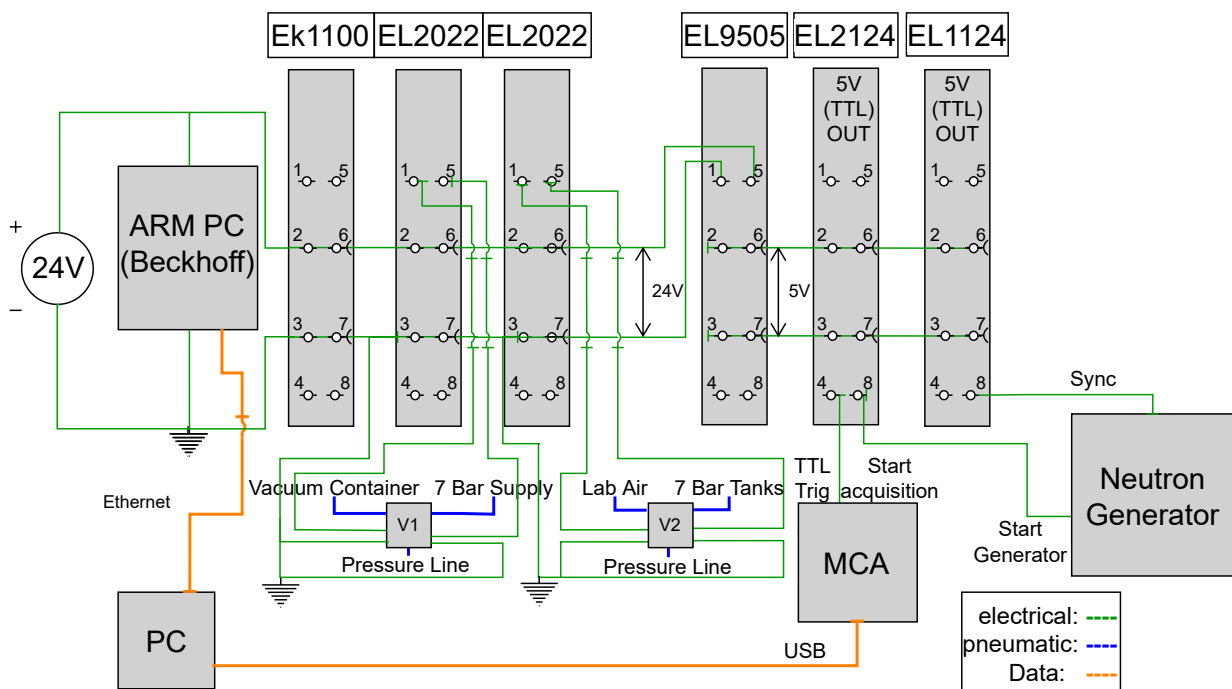 Ek1100 EL2022 EL2022 EL9505 EL2124 EL1124
5V
(TTL)
OUT
5V
(TTL)
OUT
1 5 1 5 1 5 1 5 1 5 1 5
2 6 2 6 2 6 2 6 2 6 2 6
3 7 3 7 3 7 3 7 3 7 3 7
4 8 4 8 4 8 4 8 4 8 4 8
+
24V
−
ARM PC
(Beckhoff)
24V
5V
Sync
Ethernet
Vacuum Container
7 Bar Supply
V1
Pressure Line
Lab Air
7 Bar Tanks
V2
Pressure Line
TTL
Trig
Start
acquisition
MCA
Start
Generator
Neutron
Generator
PC
USB
electrical:
pneumatic:
Data: